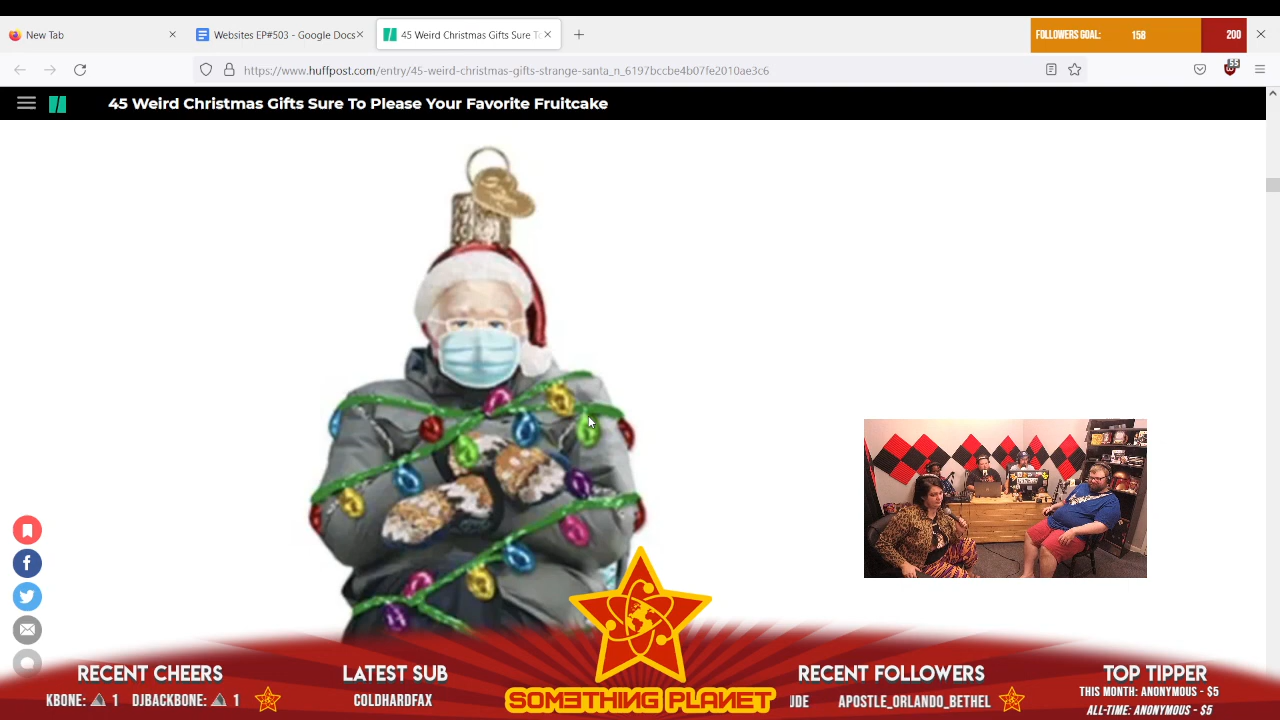 New Tab
Websites EP#503 - Google Docs
45 Weird Christmas Gifts Sure To
FOLLOWERS GOAL: 158 200
https://www.huffpost.com/entry/45-weird-christmas-gifts-strange-santa_n_6197bccbe4b07fe2010ae3c6
55
45 Weird Christmas Gifts Sure To Please Your Favorite Fruitcake
RECENT CHEERS
KBONE: 1 DJBACKBONE: 1
LATEST SUB
COLDHARDFAX
SOMETHING PLANET
RECENT FOLLOWERS
UDE APOSTLE_ORLANDO_BETHEL
TOP TIPPER
THIS MONTH: ANONYMOUS - $5
ALL-TIME: ANONYMOUS - $5